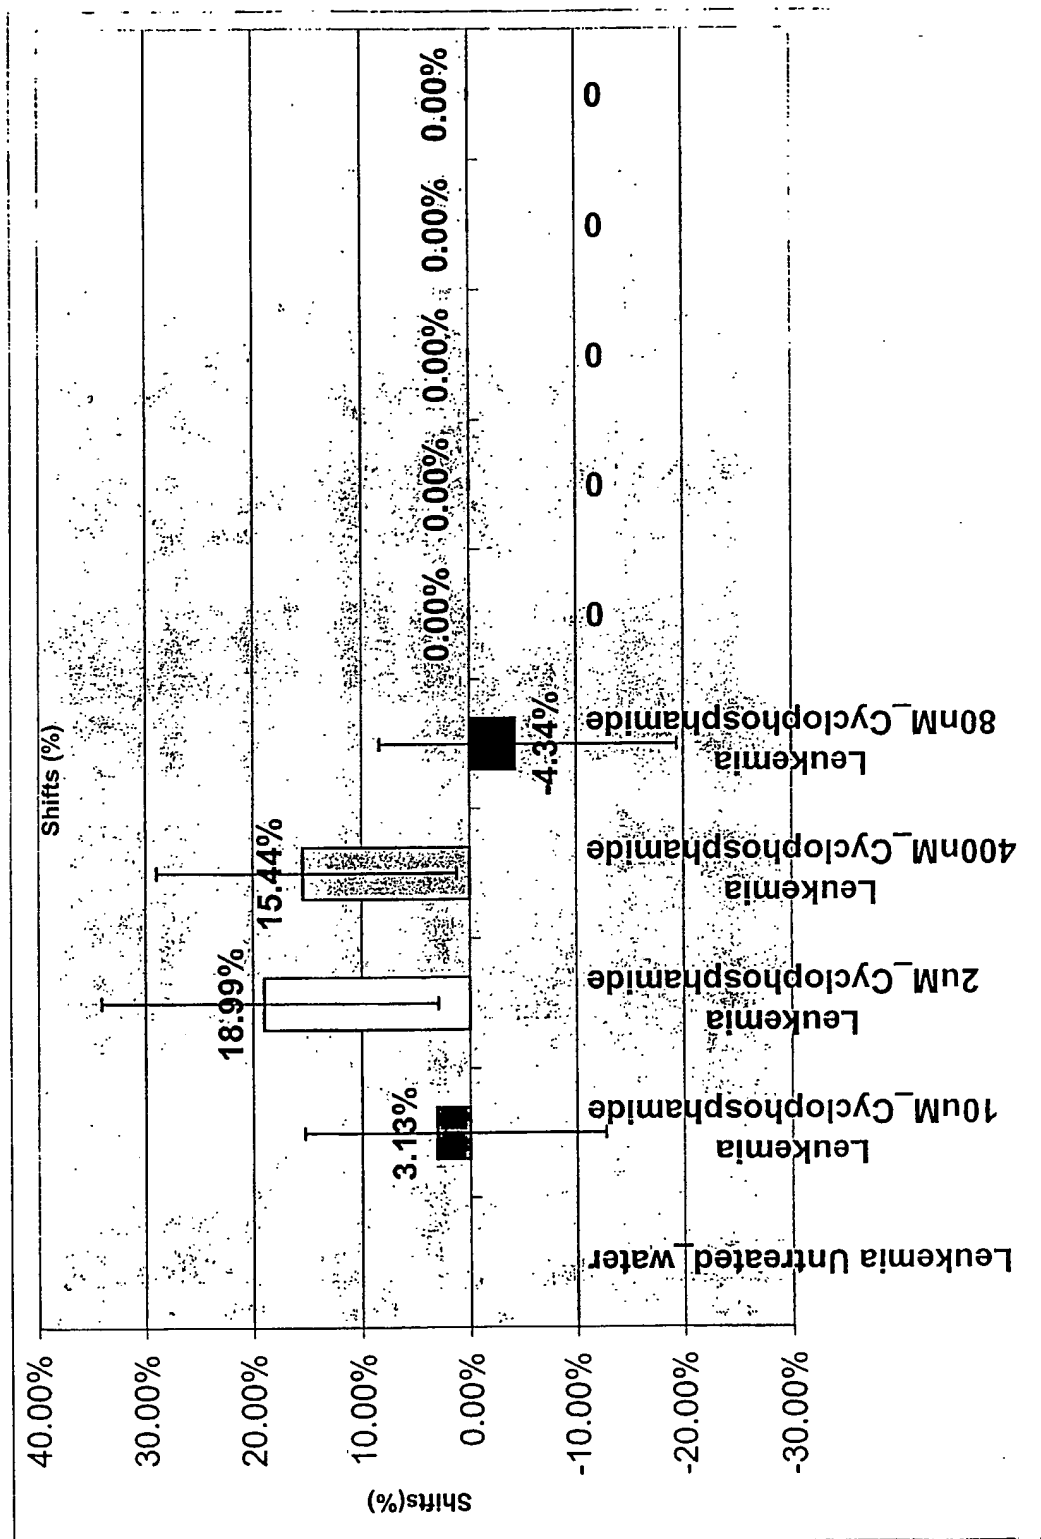 Shifts (%)
Shifts(%)
40.00%
30.00%
20.00%
10.00%
0.00%
-10.00%
-20.00%
-30.00%
3.13%
18.99%
15.44%
-4.34%
0.00%
0.00%
0.00%
0.00%
0.00%
Leukemia Untreated_water
Leukemia
10uM_Cyclophosphamide
Leukemia
2uM_Cyclophosphamide
Leukemia
400nM_Cyclophosphamide
Leukemia
80nM_Cyclophosphamide
0
0
0
0
0